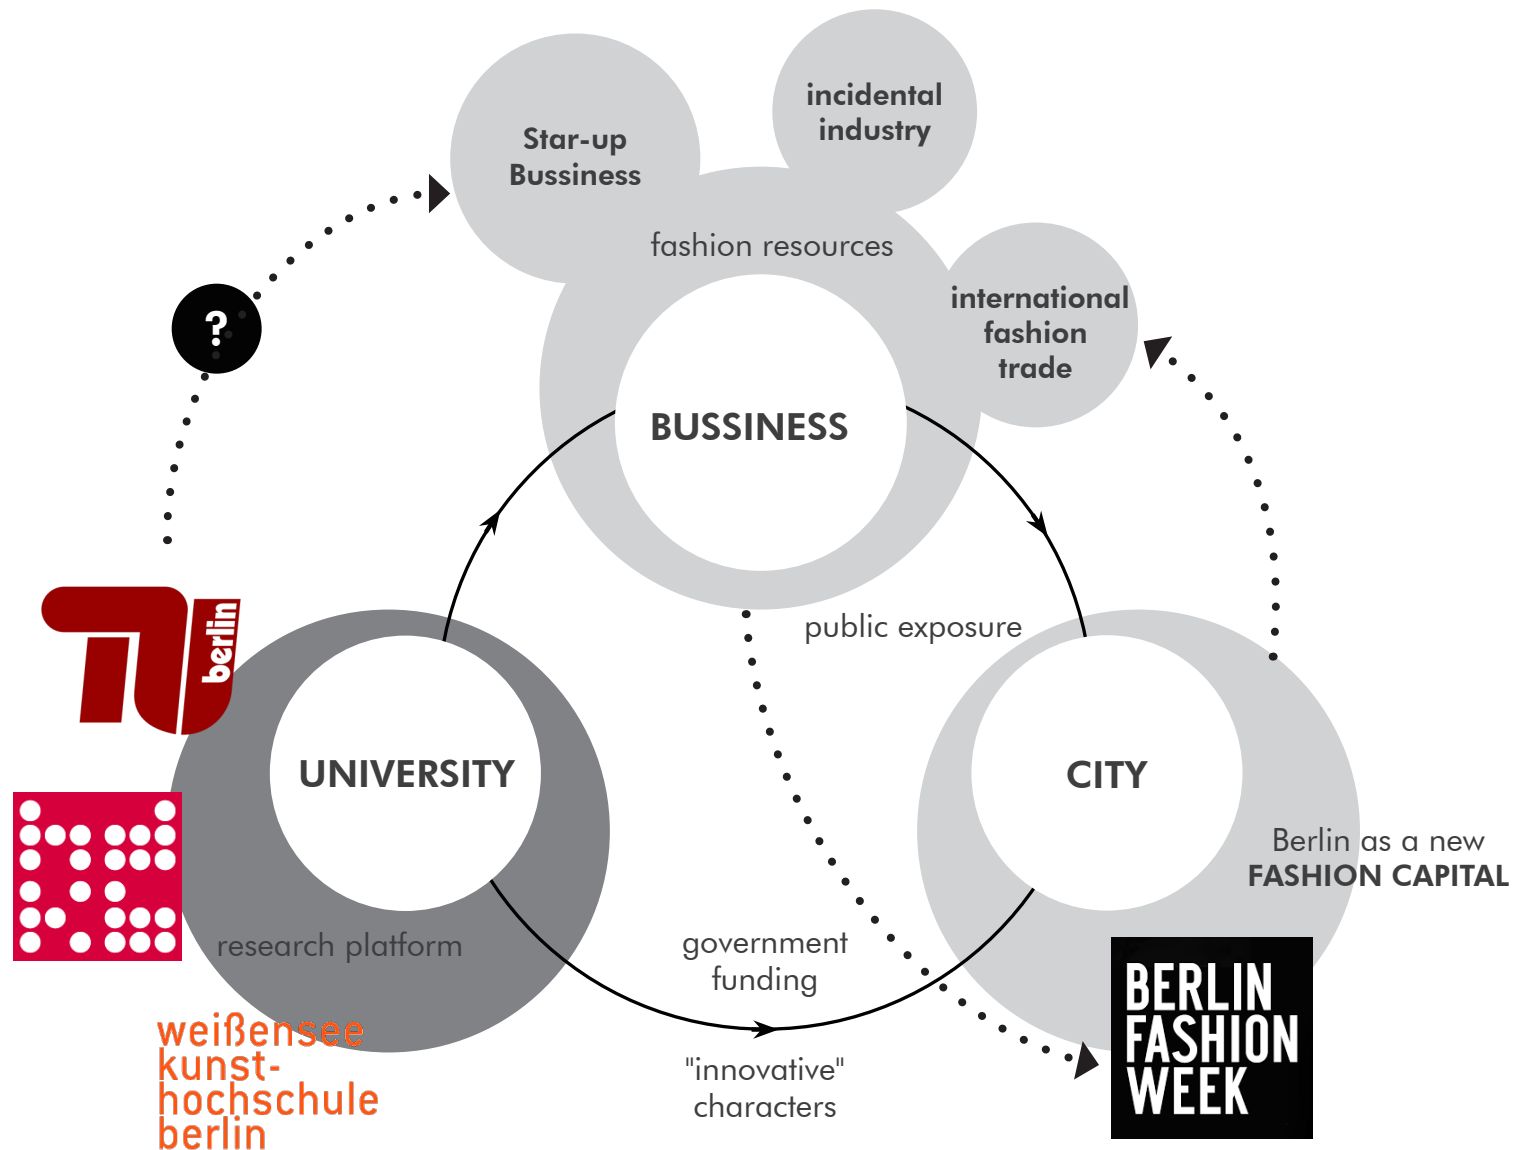 incidental
industry
Star-up
Bussiness
fashion resources
international
fashion
trade
?
BUSSINESS
berlin
public exposure
UNIVERSITY
CITY
Berlin as a new
FASHION CAPITAL
research platform
government
funding
BERLIN
FASHION
WEEK
weißensee
kunst-
hochschule
berlin
"innovative"
characters